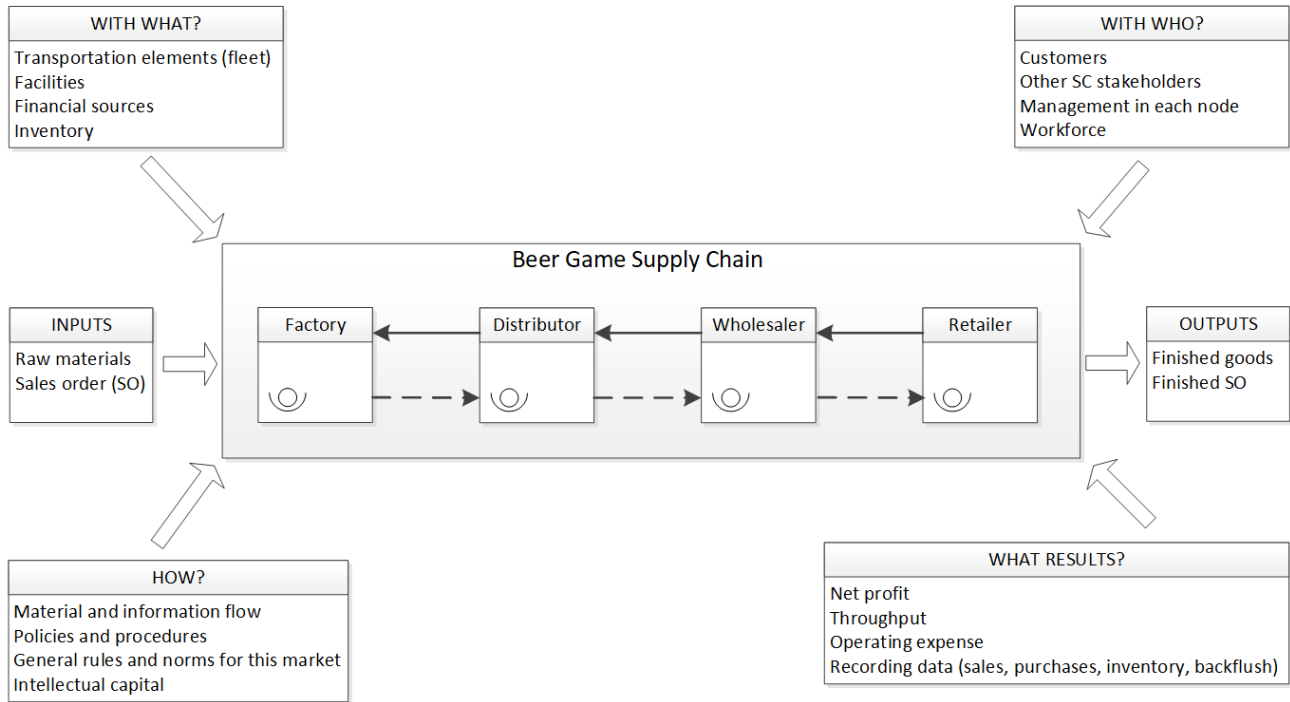 WITH WHAT?
Transportation elements (fleet)
Facilities
Financial sources
Inventory
WITH WHO?
Customers
Other SC stakeholders
Management in each node
Workforce
Beer Game Supply Chain
INPUTS
Raw materials
Sales order (SO)
Factory
Distributor
Wholesaler
Retailer
OUTPUTS
Finished goods
Finished SO
HOW?
Material and information flow
Policies and procedures
General rules and norms for this market
Intellectual capital
WHAT RESULTS?
Net profit
Throughput
Operating expense
Recording data (sales, purchases, inventory, backflush)